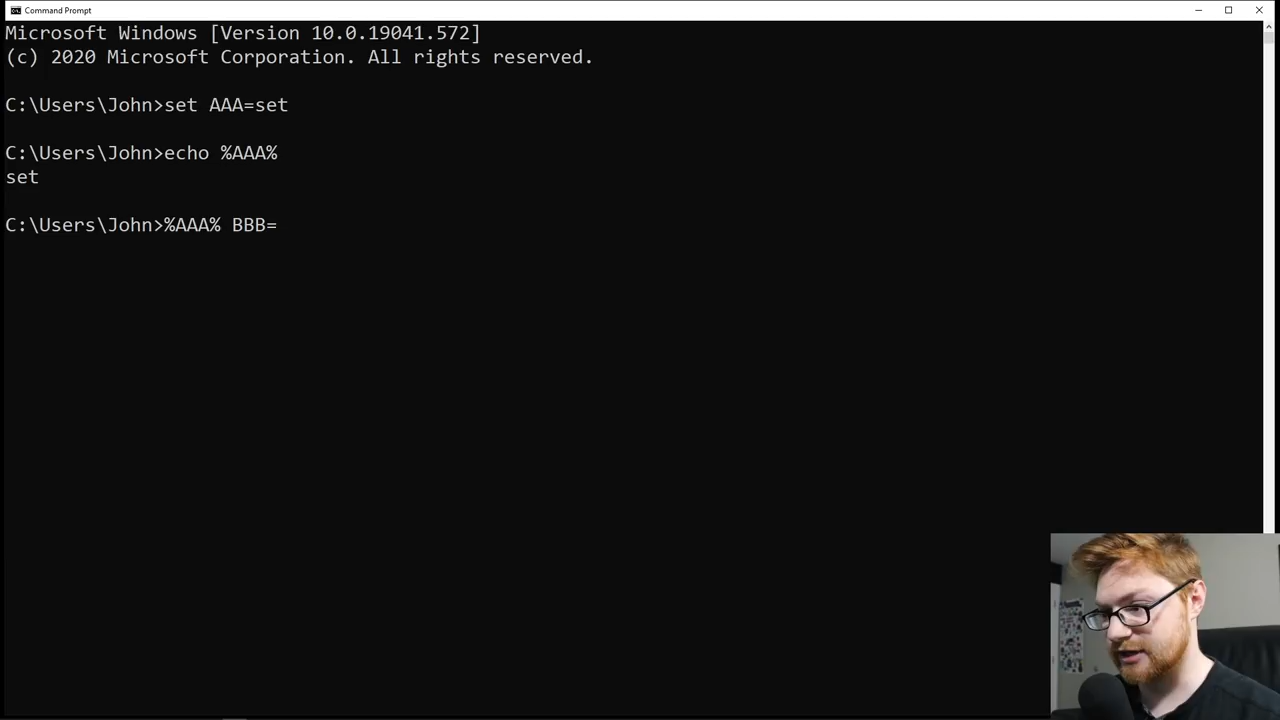 Command Prompt
Microsoft Windows [Version 10.0.19041.572]
(c) 2020 Microsoft Corporation. All rights reserved.
C:\Users\John>set AAA=set
C:\Users\John>echo %AAA%
set
C:\Users\John>%AAA% BBB=